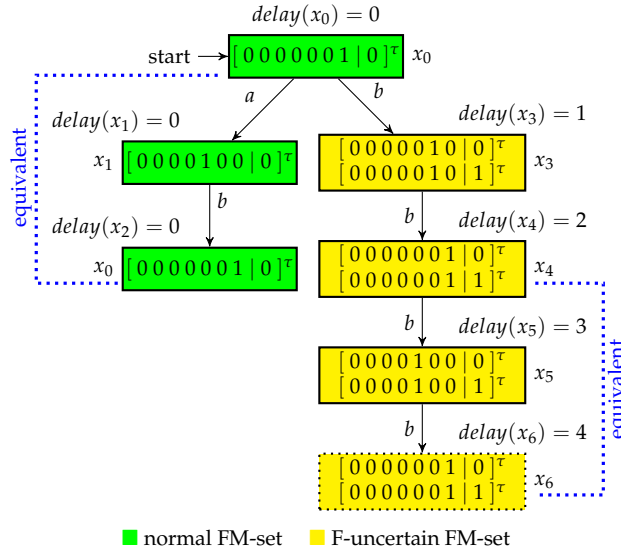 delay(x₀) = 0
start [ 0 0 0 0 0 0 1 | 0 ]^τ x₀
a b
delay(x₁) = 0 delay(x₃) = 1
x₁ [ 0 0 0 0 1 0 0 | 0 ]^τ
[ 0 0 0 0 0 1 0 | 0 ]^τ
[ 0 0 0 0 0 1 0 | 1 ]^τ
x₃
equivalent
b b
delay(x₂) = 0 delay(x₄) = 2
x₀ [ 0 0 0 0 0 0 1 | 0 ]^τ
[ 0 0 0 0 0 0 1 | 0 ]^τ
[ 0 0 0 0 0 1 1 | 1 ]^τ
x₄
b delay(x₅) = 3
[ 0 0 0 0 1 0 0 | 0 ]^τ
[ 0 0 0 0 1 0 0 | 1 ]^τ
x₅
equivalent
b delay(x₆) = 4
[ 0 0 0 0 0 0 1 | 0 ]^τ
[ 0 0 0 0 0 1 1 | 1 ]^τ
x₆
normal FM-set F-uncertain FM-set